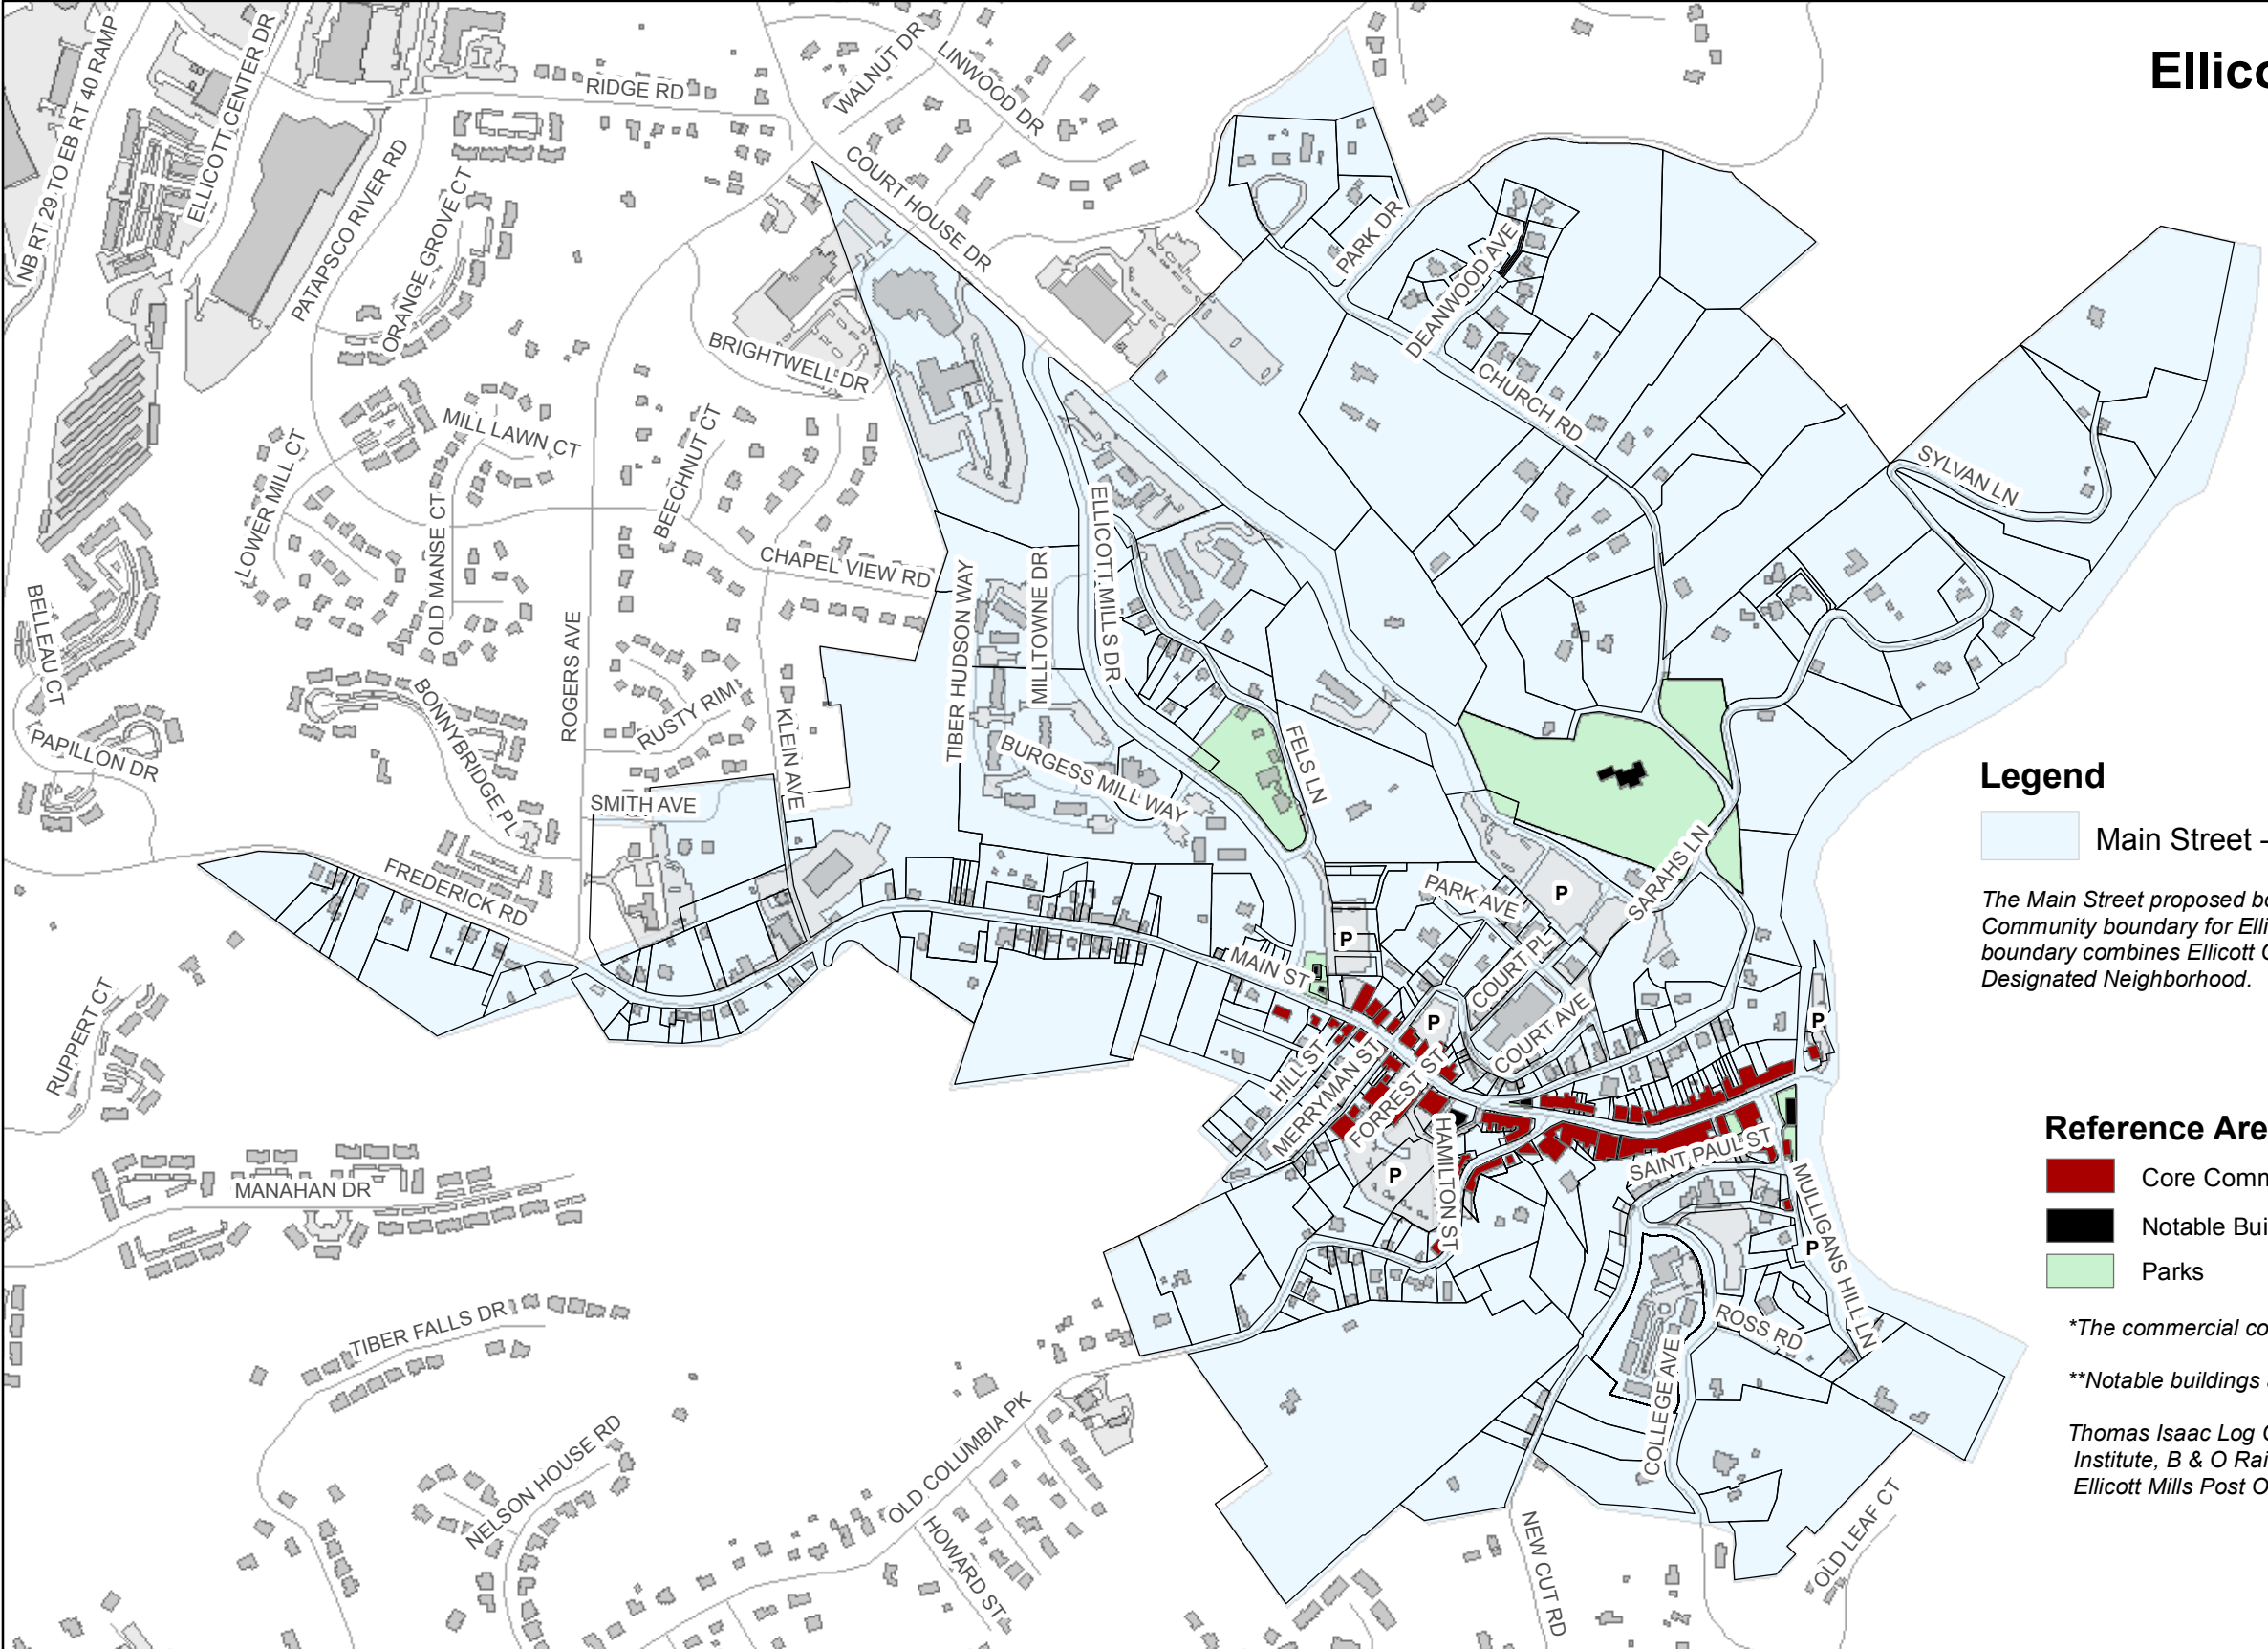 Ellico
NB RT 29 TO EB RT 40 RAMP
ELLICOTT CENTER DR
RIDGE RD
WALNUT DR
LINWOOD DR
COURT HOUSE DR
PATAPSCO RIVER RD
ORANGE GROVE CT
PARK DR
DEANWOOD AVE
BRIGHTWELL DR
CHURCH RD
MILL LAWN CT
BEECHNUT CT
LOWER MILL CT
OLD MANSE CT
SYLVAN LN
ELLICOTT MILLS DR
CHAPEL VIEW RD
TIBER HUDSON WAY
MILLTOWNE DR
BELLEAU CT
ROGERS AVE
BONNYBRIDGE PL
RUSTY RIM
KLEIN AVE
PAPILLON DR
BURGESS MILL WAY
FELS LN
SMITH AVE
FREDERICK RD
PARK AVE
P
SARAHS LN
P
MAIN ST
COURT PL
COURT AVE
P
P
RUPPERT CT
HILL ST
MERRYMAN ST
FORREST ST
HAMILTON ST
P
SAINT PAUL ST
MULLIGANS HILL LN
P
MANAHAN DR
TIBER FALLS DR
ROSS RD
COLLEGE AVE
NELSON HOUSE RD
OLD COLUMBIA PK
HOWARD ST
NEW CUT RD
OLD LEAF CT
Legend
Main Street -
The Main Street proposed bo
Community boundary for Elli
boundary combines Ellicott C
Designated Neighborhood.
Reference Are
Core Comm
Notable Bui
Parks
*The commercial co
**Notable buildings
Thomas Isaac Log C
Institute, B & O Rai
Ellicott Mills Post O